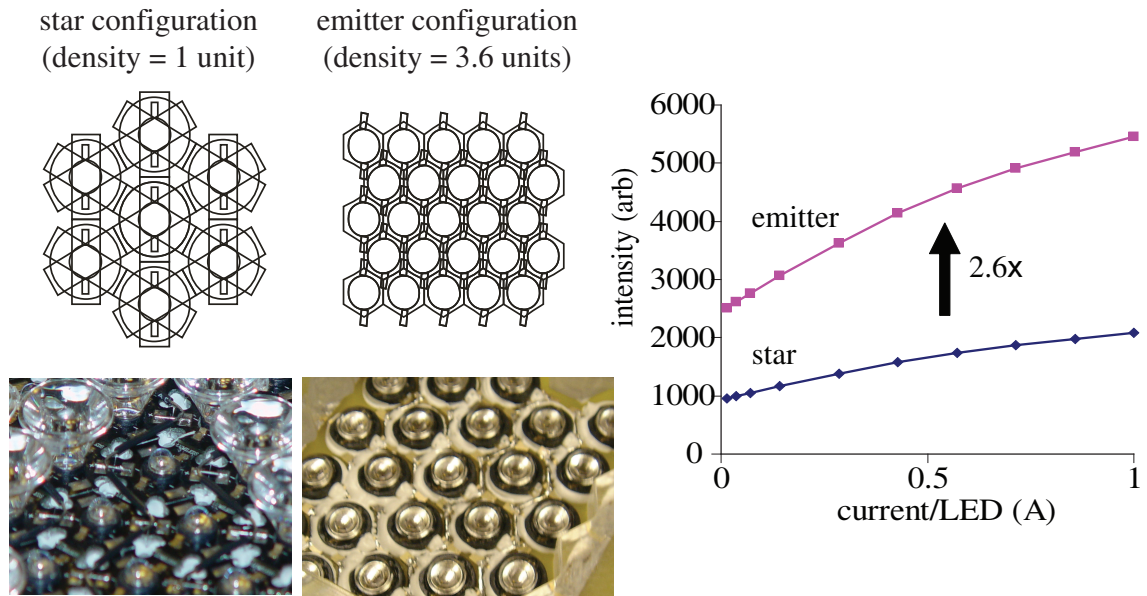 star configuration
(density = 1 unit)
emitter configuration
(density = 3.6 units)
6000
5000
4000
3000
2000
1000
0
intensity (arb)
emitter
2.6x
star
0
0.5
1
current/LED (A)